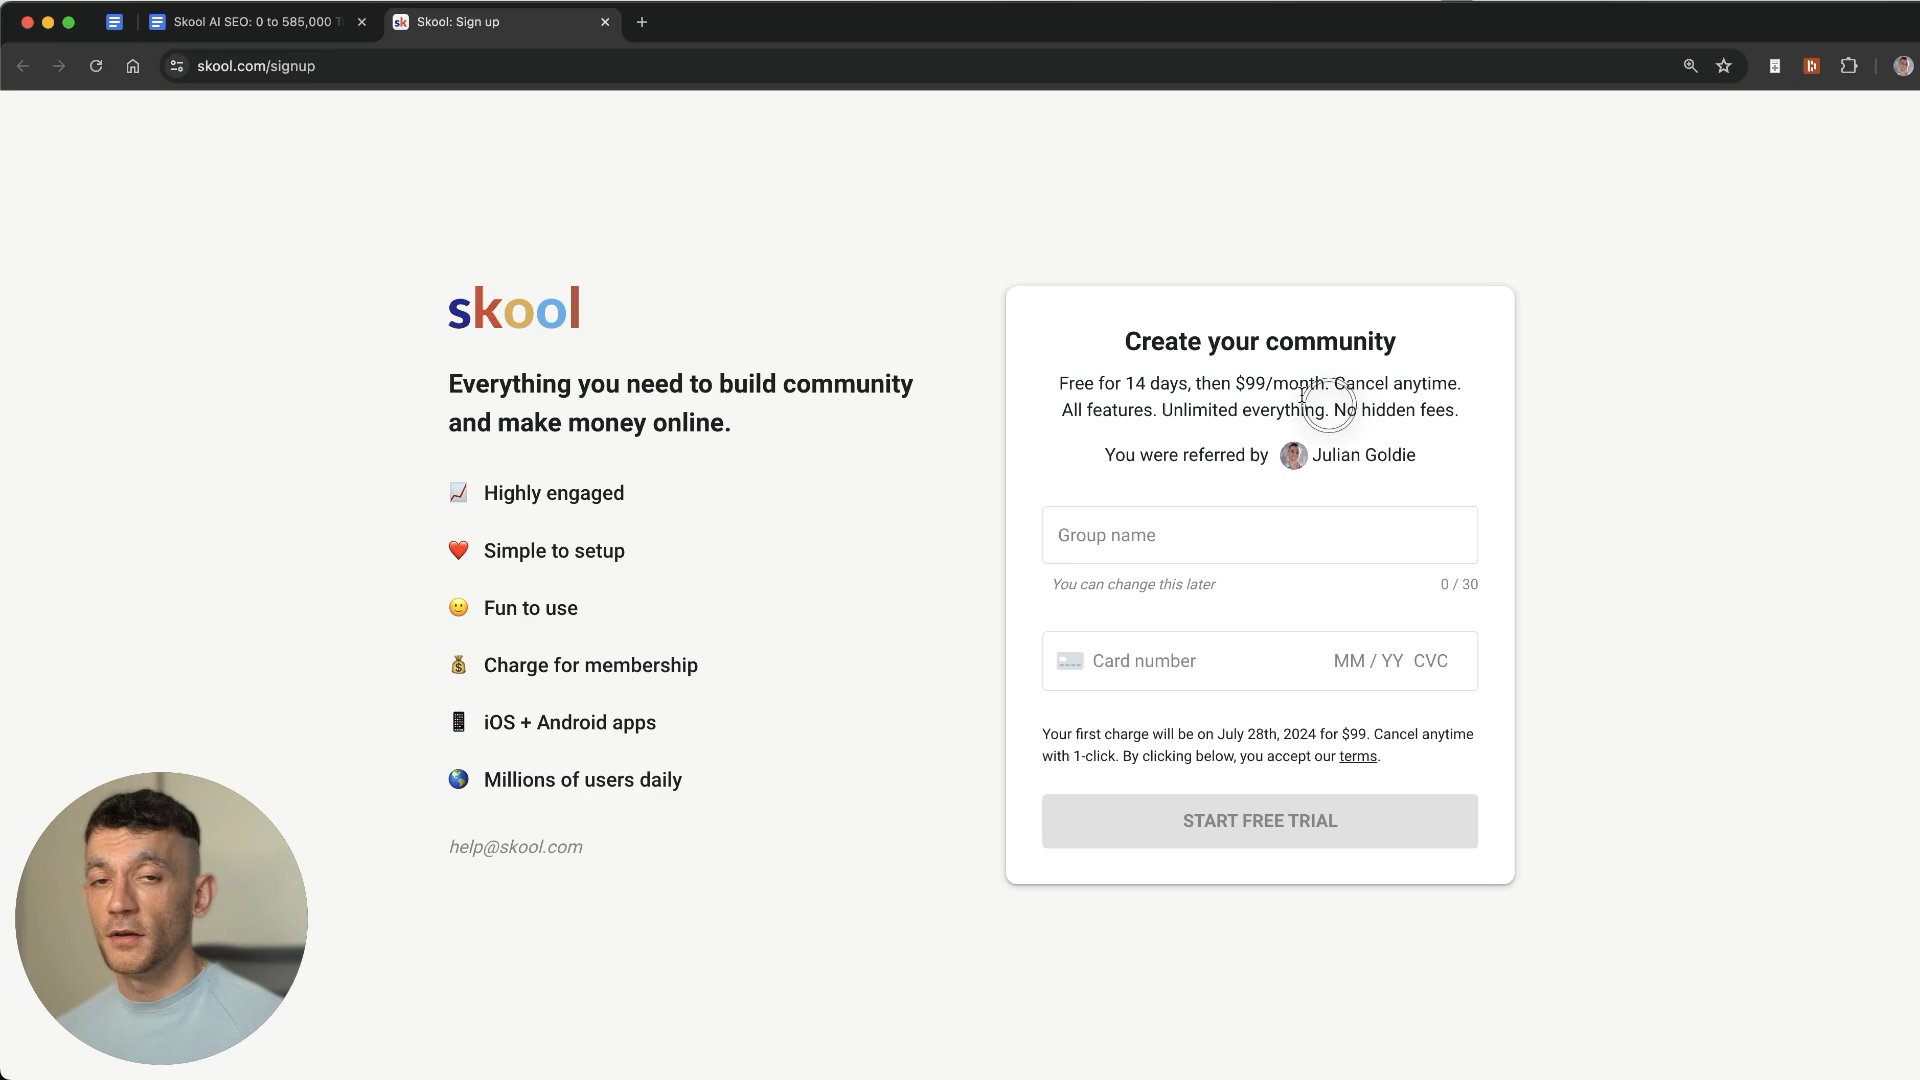 Skool AI SEO: 0 to 585,000
Skool: Sign up
skool.com/signup
skool
Everything you need to build community
and make money online.
Highly engaged
Simple to setup
Fun to use
Charge for membership
iOS + Android apps
Millions of users daily
help@skool.com
Create your community
Free for 14 days, then $99/month. Cancel anytime.
All features. Unlimited everything. No hidden fees.
You were referred by Julian Goldie
Group name
You can change this later 0 / 30
Card number MM / YY CVC
Your first charge will be on July 28th, 2024 for $99. Cancel anytime
with 1-click. By clicking below, you accept our terms.
START FREE TRIAL